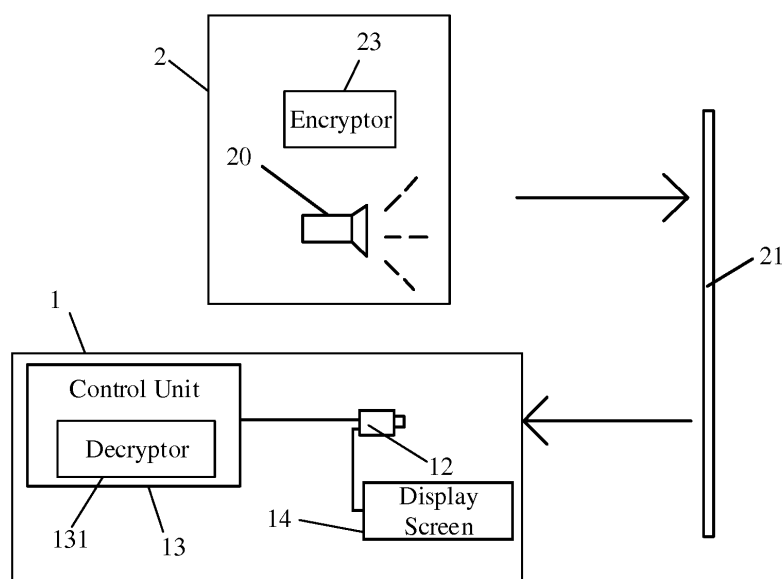 23
2
Encryptor
20
21
1
Control Unit
Decryptor
12
Display
Screen
14
131
13